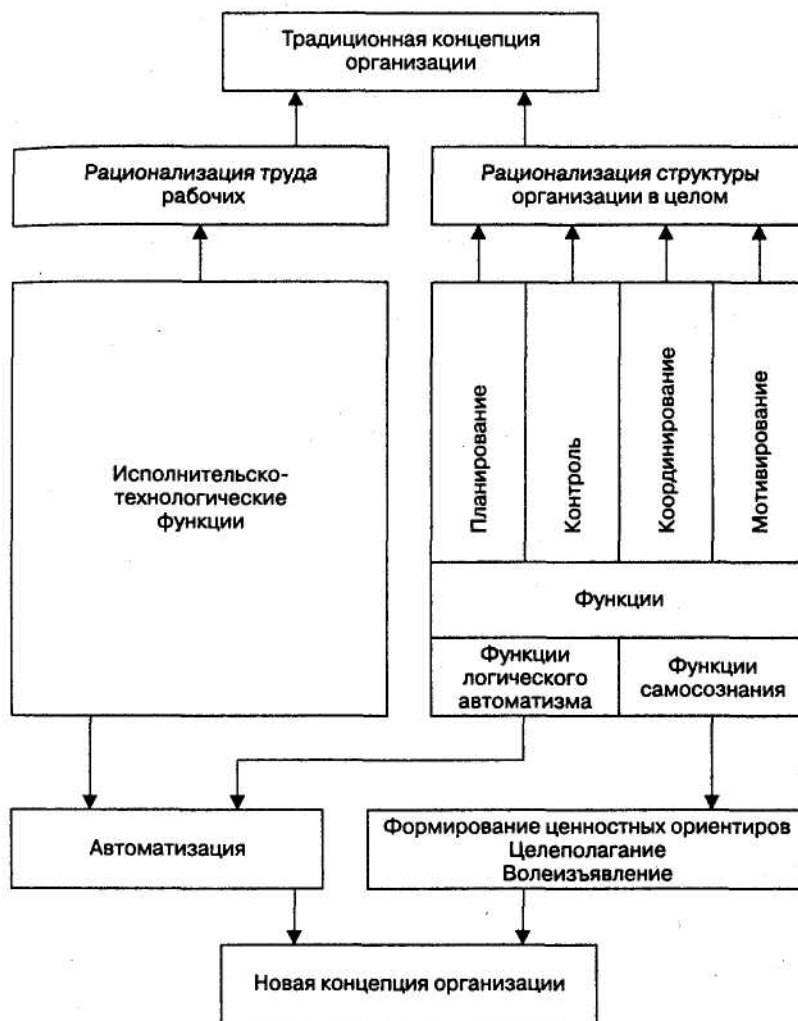 Традиционная концепция
организации
Рационализация труда
рабочих
Рационализация структуры
организации в целом
Исполнительско-
технологические
функции
Планирование
Контроль
Координирование
Мотивирование
Функции
Функции
логического
автоматизма
Функции
самосознания
Автоматизация
Формирование ценностных ориентиров
Целеполагание
Волеизъявление
Новая концепция организации